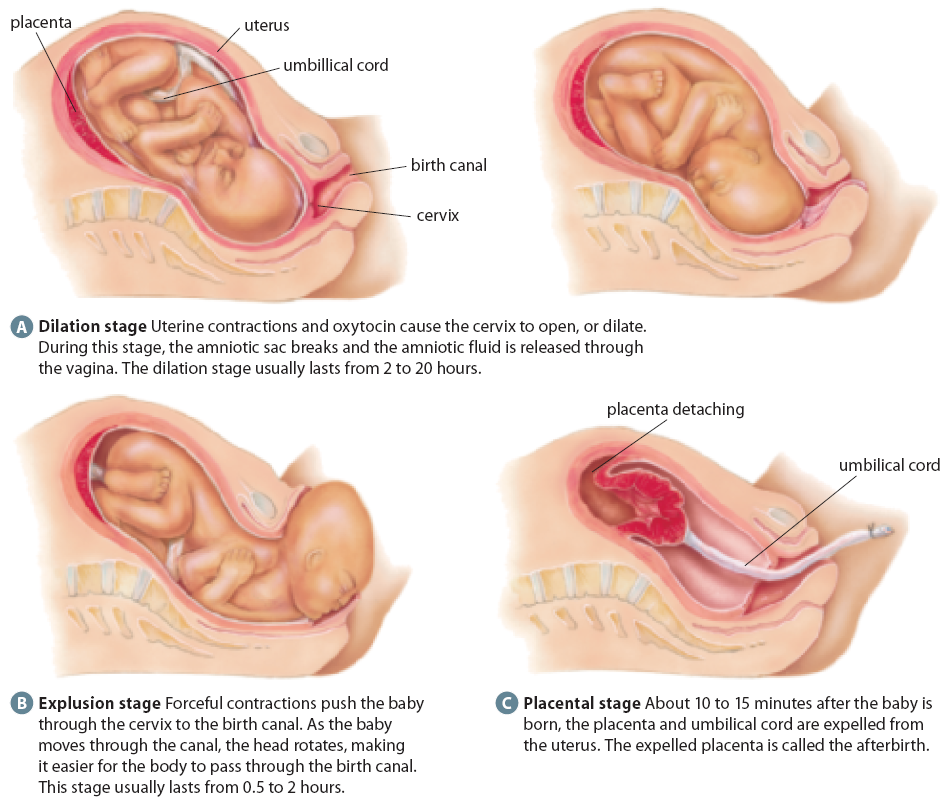 placenta
uterus
umbillical cord
birth canal
cervix
A Dilation stage Uterine contractions and oxytocin cause the cervix to open, or dilate.
During this stage, the amniotic sac breaks and the amniotic fluid is released through
the vagina. The dilation stage usually lasts from 2 to 20 hours.
placenta detaching
umbilical cord
B Explusion stage Forceful contractions push the baby
through the cervix to the birth canal. As the baby
moves through the canal, the head rotates, making
it easier for the body to pass through the birth canal.
This stage usually lasts from 0.5 to 2 hours.
C Placental stage About 10 to 15 minutes after the baby is
born, the placenta and umbilical cord are expelled from
the uterus. The expelled placenta is called the afterbirth.